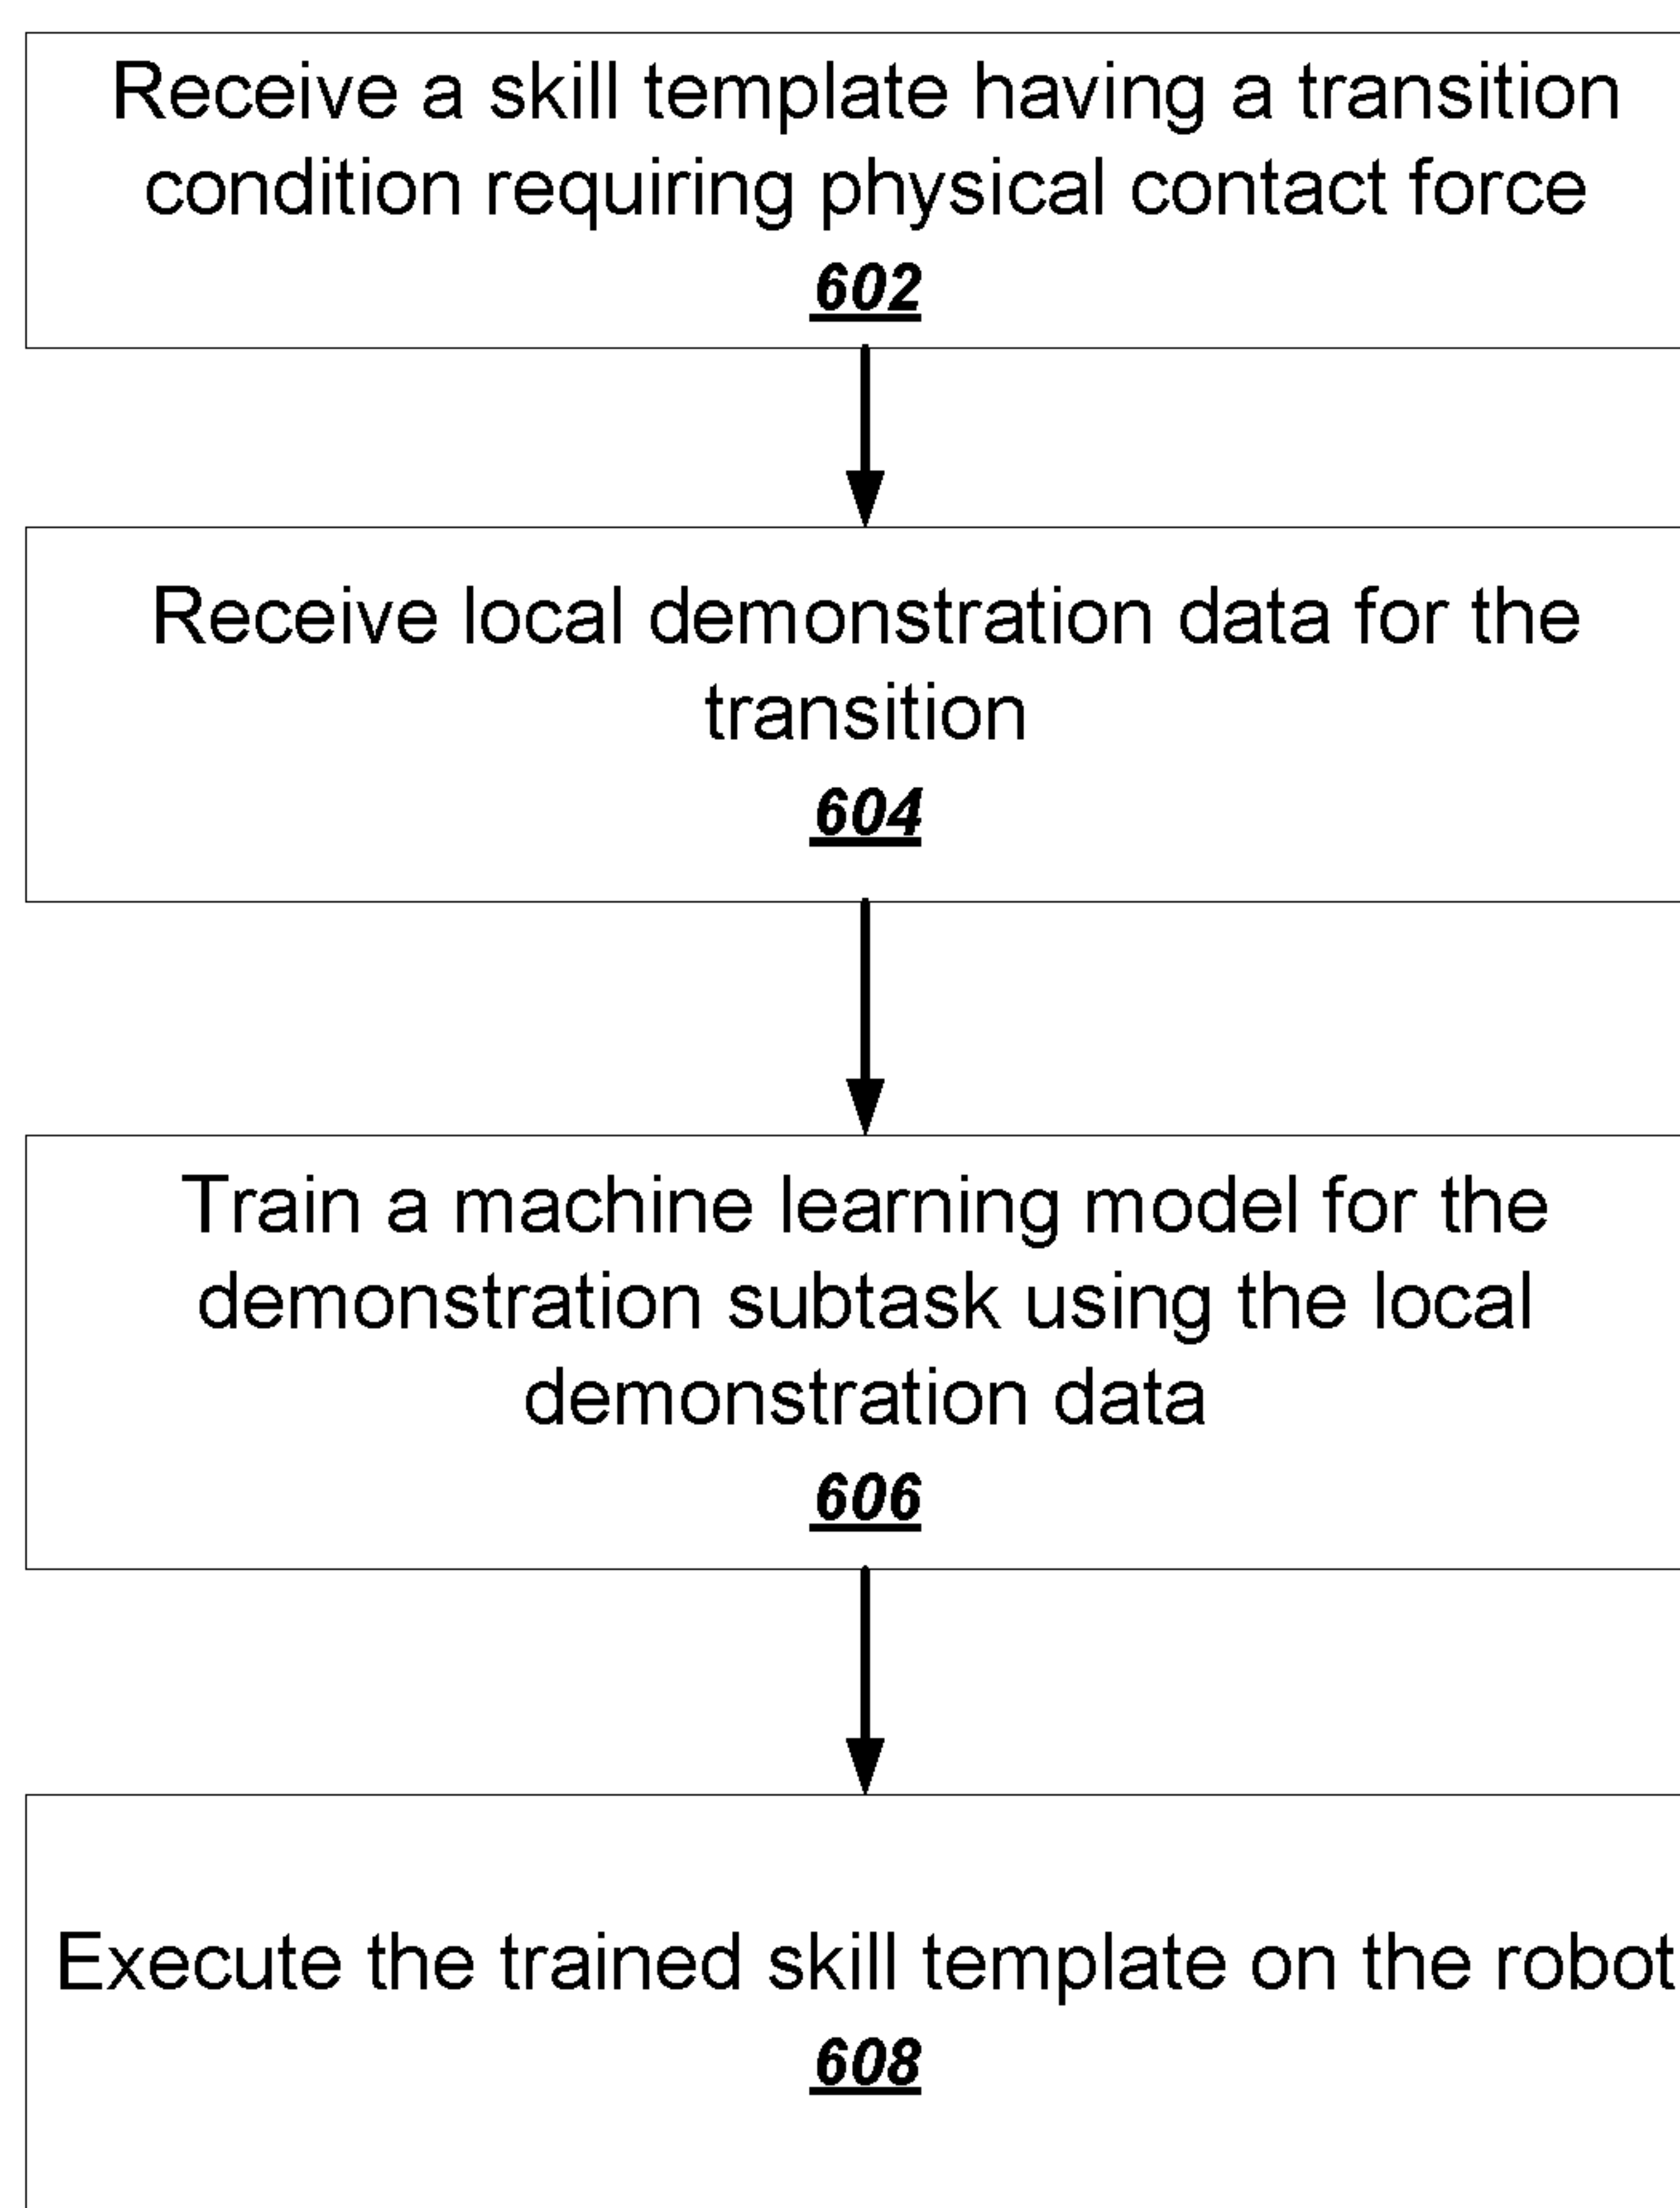 Receive a skill template having a transition
condition requiring physical contact force
602
Receive local demonstration data for the
transition
604
Train a machine learning model for the
demonstration subtask using the local
demonstration data
606
Execute the trained skill template on the robot
608